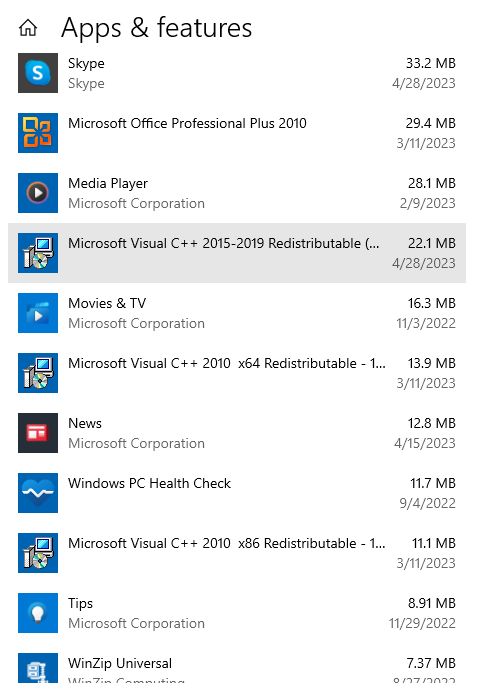 Apps & features
Skype 33.2 MB
Skype 4/28/2023
Microsoft Office Professional Plus 2010 29.4 MB
3/11/2023
Media Player 28.1 MB
Microsoft Corporation 2/9/2023
Microsoft Visual C++ 2015-2019 Redistributable (... 22.1 MB
4/28/2023
Movies & TV 16.3 MB
Microsoft Corporation 11/3/2022
Microsoft Visual C++ 2010  x64 Redistributable - 1... 13.9 MB
3/11/2023
News 12.8 MB
Microsoft Corporation 4/15/2023
Windows PC Health Check 11.7 MB
9/4/2022
Microsoft Visual C++ 2010  x86 Redistributable - 1... 11.1 MB
3/11/2023
Tips 8.91 MB
Microsoft Corporation 11/29/2022
WinZip Universal 7.37 MB
WinZip Computing 8/27/2022